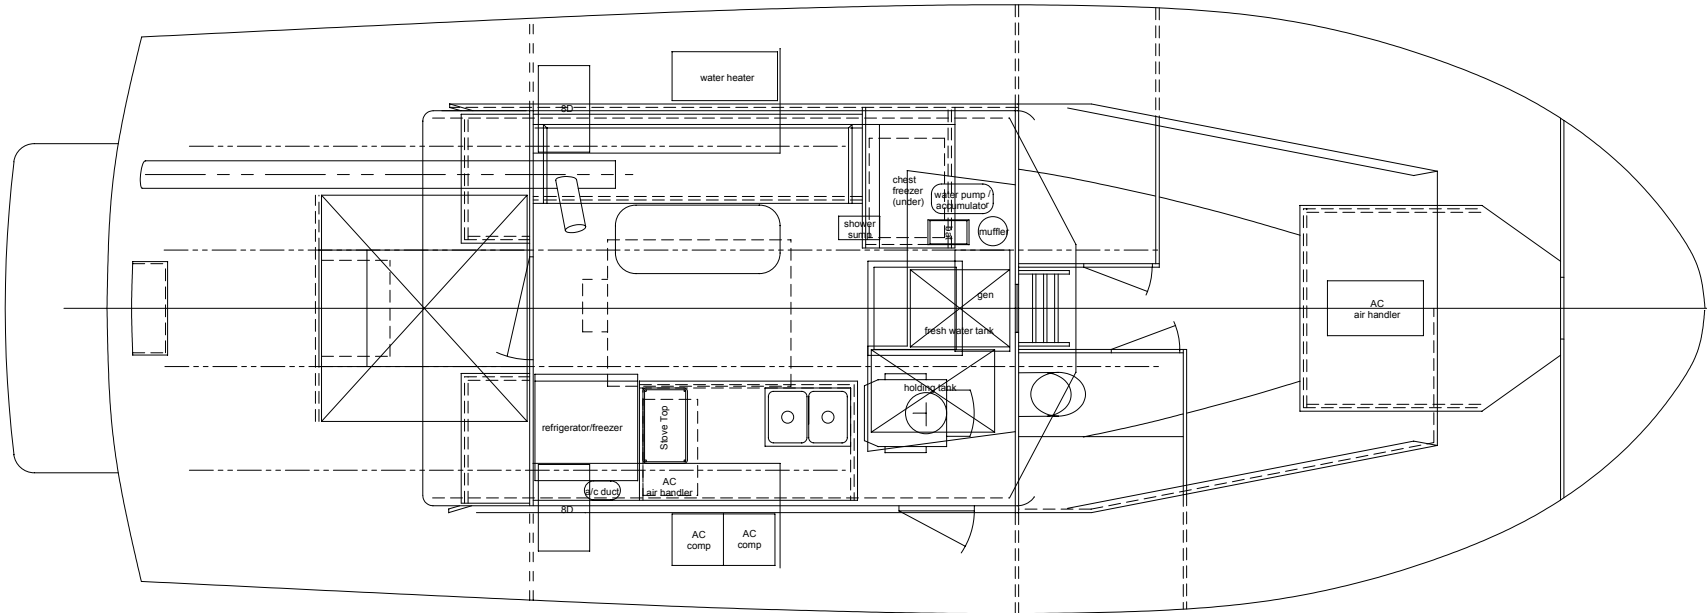 water heater
8D
chest
freezer
(under)
water pump /
accumulator
shower
sump
muffler
gen
fresh water tank
AC
air handler
holding tank
Stove Top
refrigerator/freezer
a/c duct
AC
air handler
8D
AC
comp
AC
comp